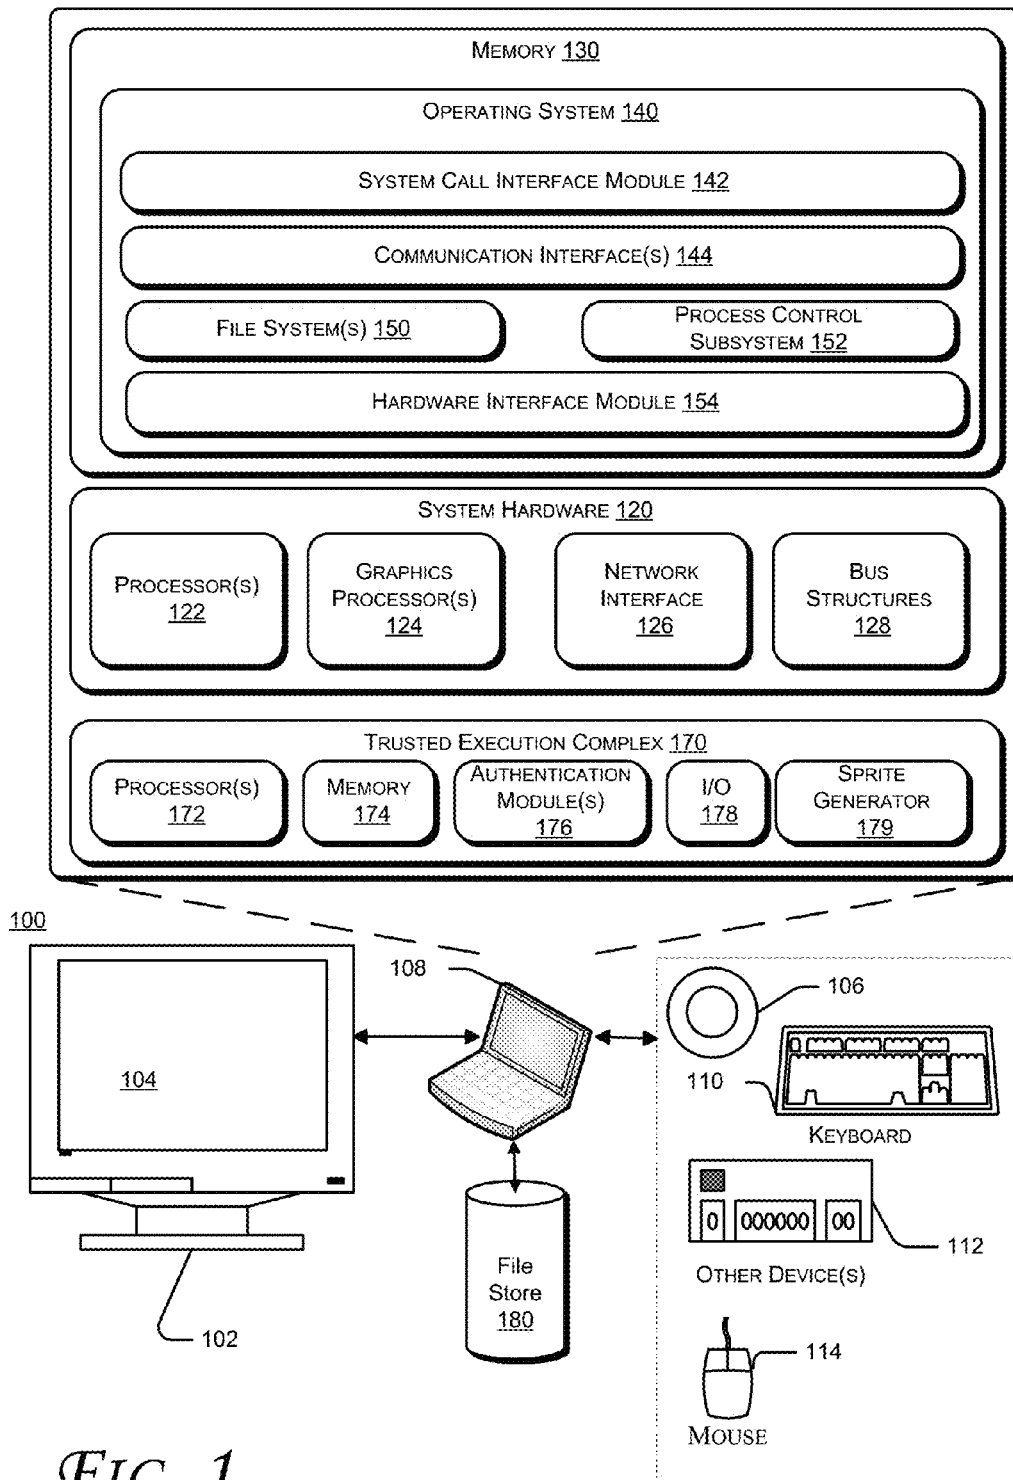 MEMORY 130
OPERATING SYSTEM 140
SYSTEM CALL INTERFACE MODULE 142
COMMUNICATION INTERFACE(S) 144
FILE SYSTEM(S) 150
PROCESS CONTROL
SUBSYSTEM 152
HARDWARE INTERFACE MODULE 154
SYSTEM HARDWARE 120
PROCESSOR(S)
122
GRAPHICS
PROCESSOR(S)
124
NETWORK
INTERFACE
126
BUS
STRUCTURES
128
TRUSTED EXECUTION COMPLEX 170
PROCESSOR(S)
172
MEMORY
174
AUTHENTICATION
MODULE(S)
176
I/O
178
SPRITE
GENERATOR
179
100
108
106
104
110
KEYBOARD
0 000000 00
112
OTHER DEVICE(S)
File
Store
180
102
114
MOUSE
FIG. 1